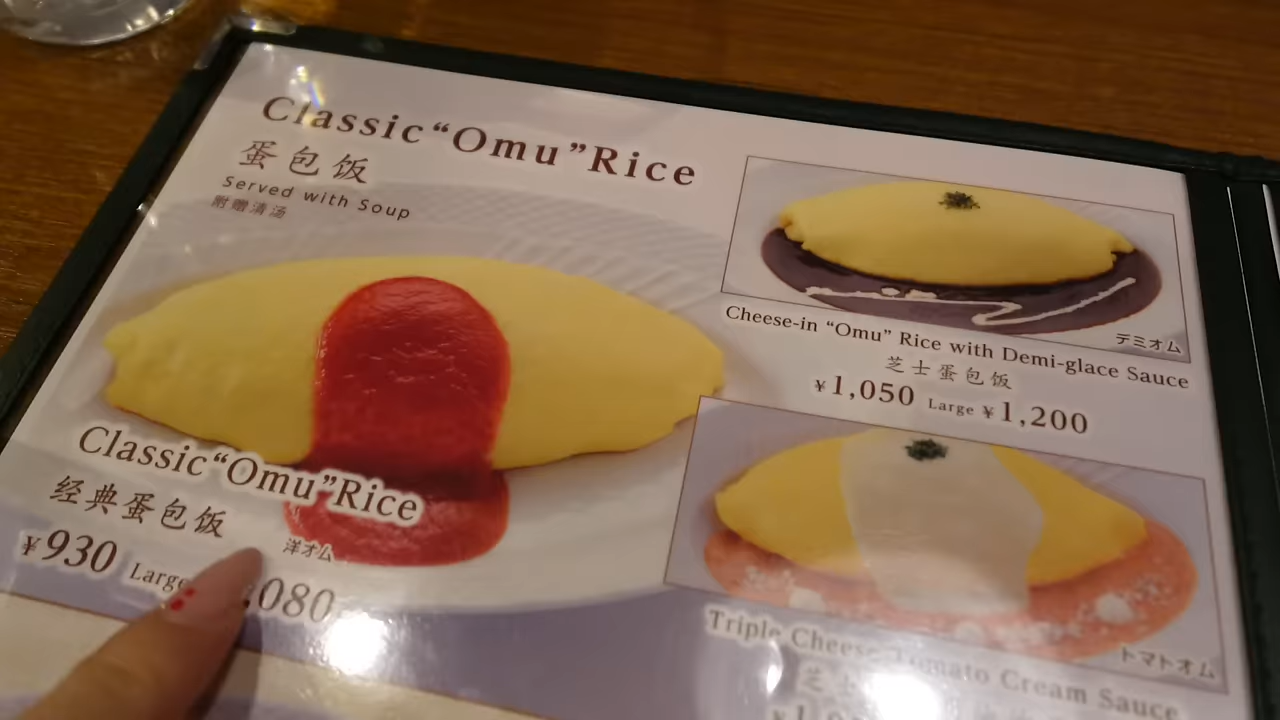 Classic “Omu” Rice
蛋包饭
Served with Soup
附赠清汤
Classic “Omu” Rice
经典蛋包饭
洋オム
¥930 Large 080
デミオム
Cheese-in “Omu” Rice with Demi-glace Sauce
芝士蛋包饭
¥1,050 Large ¥1,200
トマトオム
Triple Cheese Tomato Cream Sauce
芝